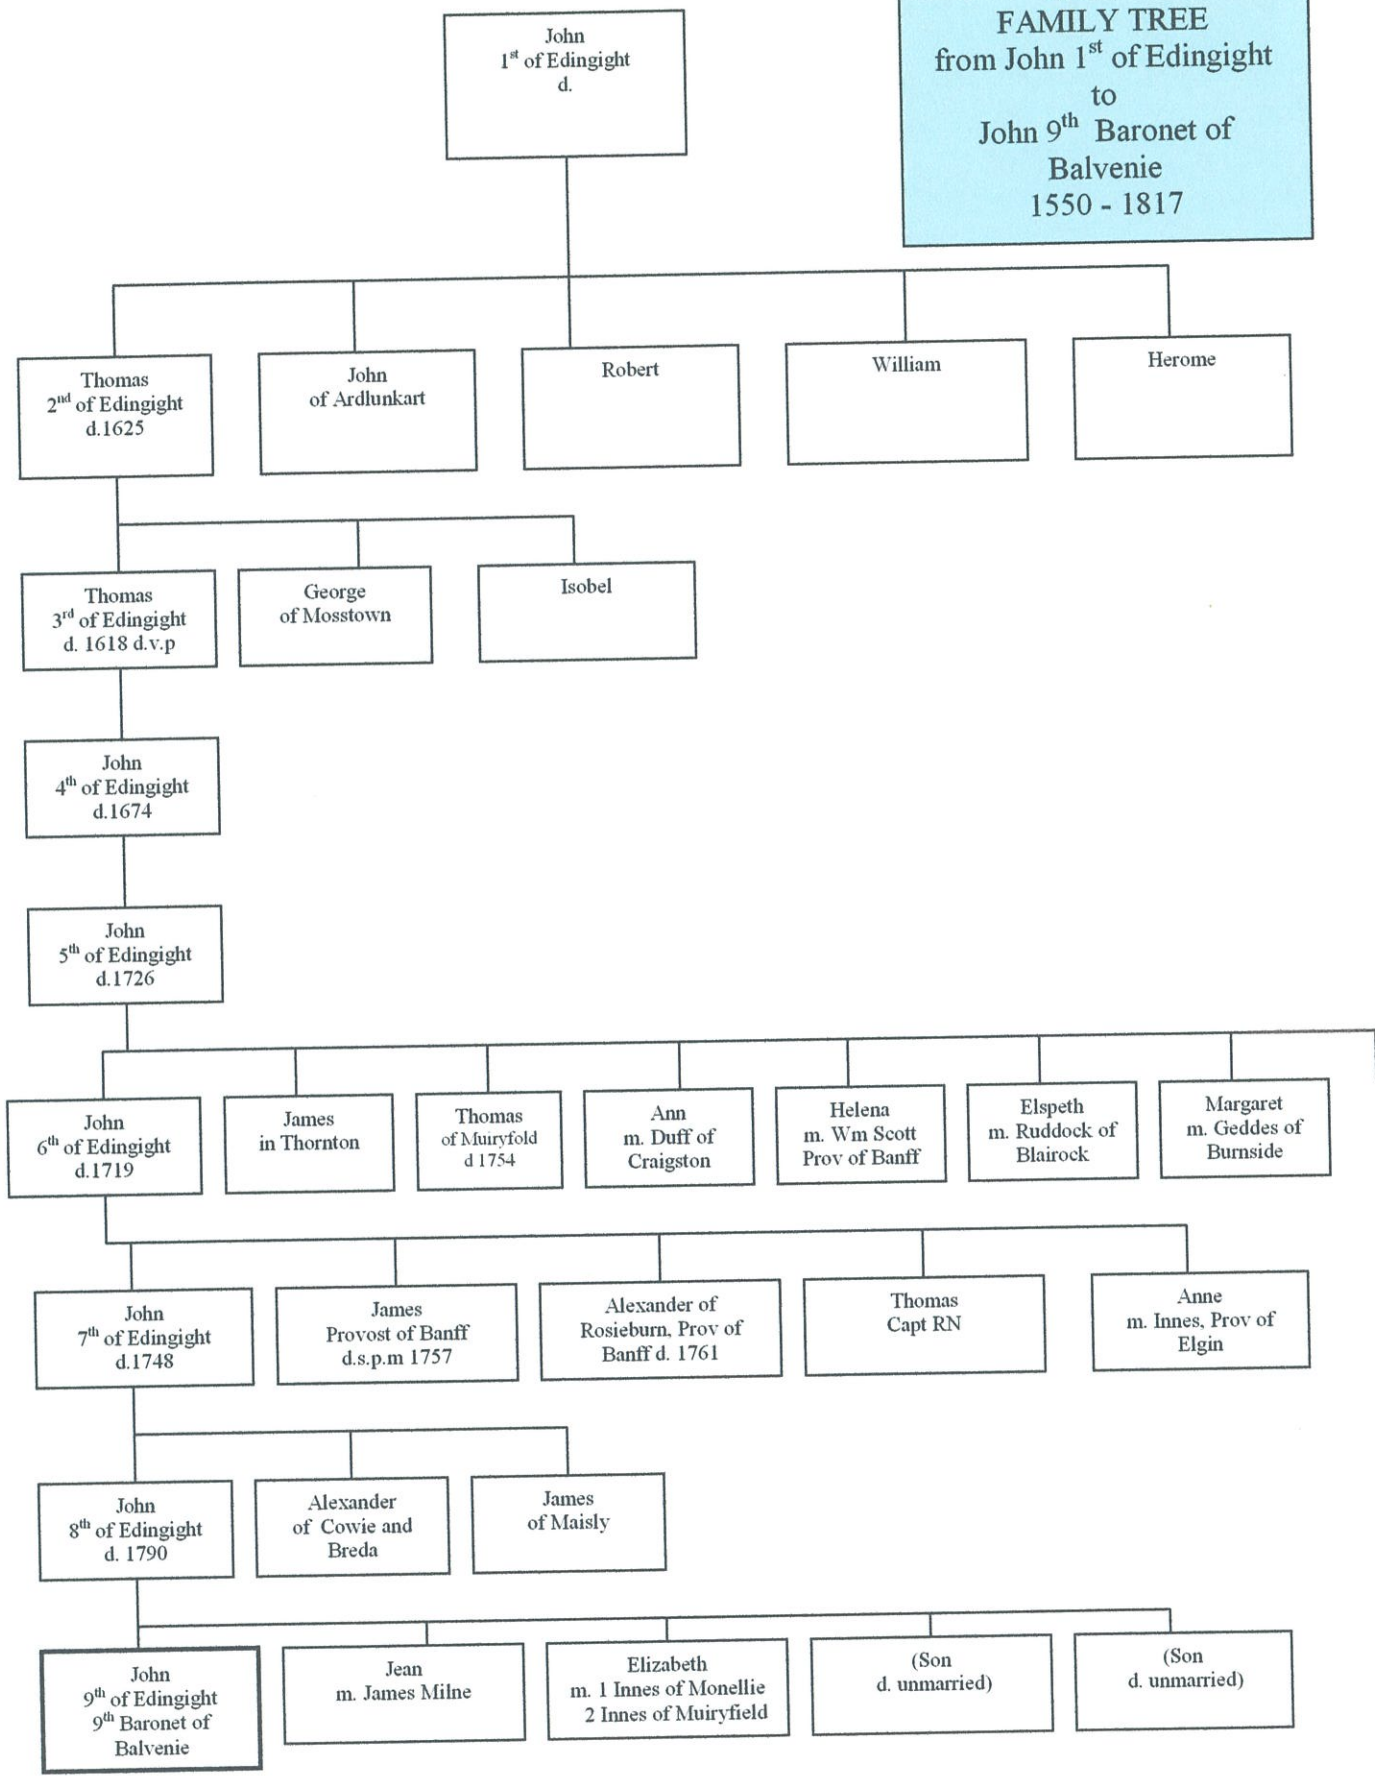 FAMILY TREE
from John 1st of Edingight
to
John 9th Baronet of
Balvenie
1550 - 1817
John
1st of Edingight
d.
Thomas
2nd of Edingight
d.1625
John
of Ardlunkart
Robert
William
Herome
Thomas
3rd of Edingight
d. 1618 d.v.p
George
of Mosstown
Isobel
John
4th of Edingight
d.1674
John
5th of Edingight
d.1726
John
6th of Edingight
d.1719
James
in Thornton
Thomas
of Muiryfold
d 1754
Ann
m. Duff of
Craigston
Helena
m. Wm Scott
Prov of Banff
Elspeth
m. Ruddock of
Blairock
Margaret
m. Geddes of
Burnside
John
7th of Edingight
d.1748
James
Provost of Banff
d.s.p.m 1757
Alexander of
Rosieburn, Prov of
Banff d. 1761
Thomas
Capt RN
Anne
m. Innes, Prov of
Elgin
John
8th of Edingight
d. 1790
Alexander
of Cowie and
Breda
James
of Maisly
John
9th of Edingight
9th Baronet of
Balvenie
Jean
m. James Milne
Elizabeth
m. 1 Innes of Monellie
2 Innes of Muiryfield
(Son
d. unmarried)
(Son
d. unmarried)